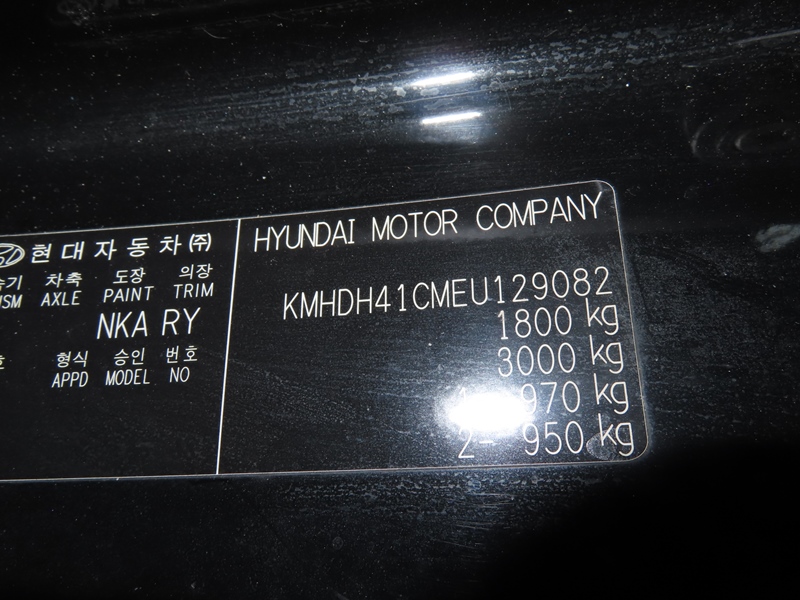 현대자동차㈜
차축 도장 의장
AXLE PAINT TRIM
NKA RY
형식 승인 번호
APPD MODEL NO
HYUNDAI MOTOR COMPANY
KMHDH41CMEU129082
1800 kg
3000 kg
970 kg
2- 950 kg